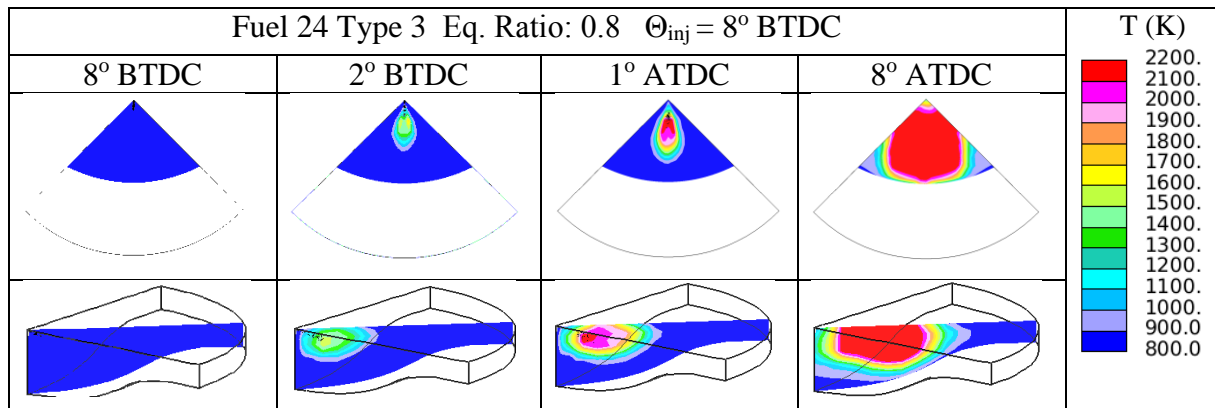 Fuel 24 Type 3 Eq. Ratio: 0.8 Θinj = 8º BTDC
T (K)
8º BTDC
2º BTDC
1º ATDC
8º ATDC
2200.
2100.
2000.
1900.
1800.
1700.
1600.
1500.
1400.
1300.
1200.
1100.
1000.
900.0
800.0